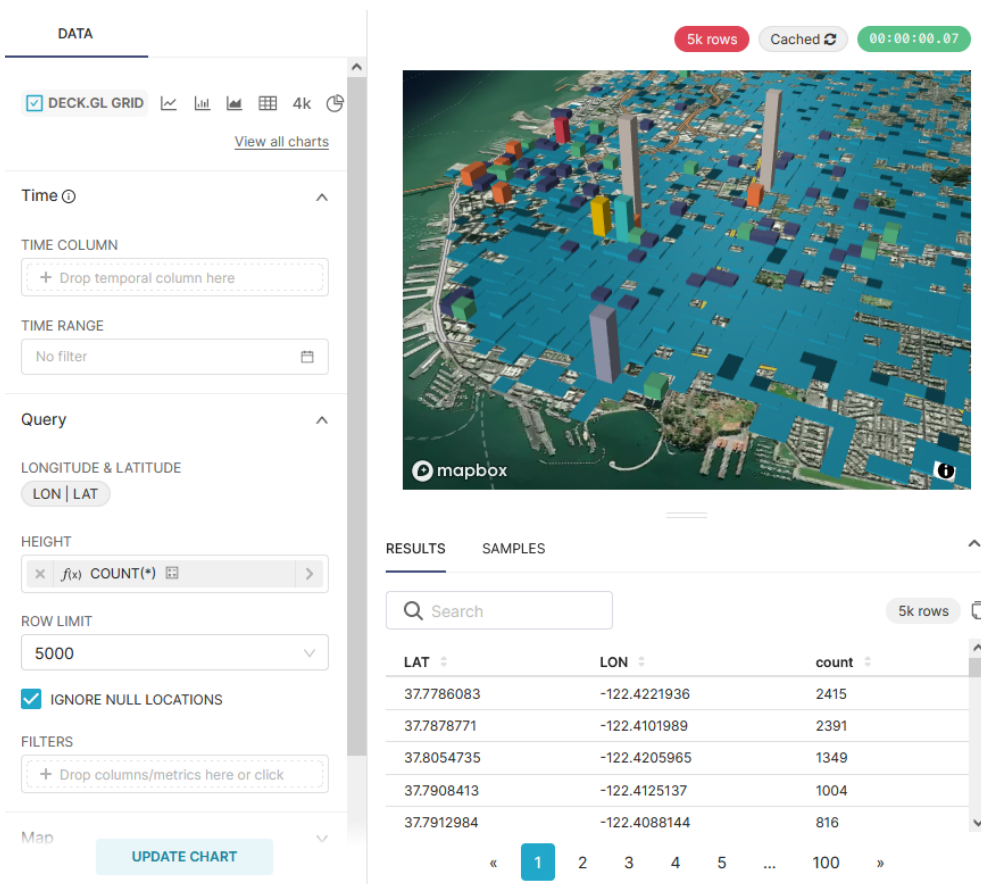 DATA
DECK.GL GRID
4k
View all charts
Time
TIME COLUMN
+ Drop temporal column here
TIME RANGE
No filter
Query
LONGITUDE & LATITUDE
LON | LAT
HEIGHT
× f(x) COUNT(*)
ROW LIMIT
5000
IGNORE NULL LOCATIONS
FILTERS
+ Drop columns/metrics here or click
Map
UPDATE CHART
5k rows
Cached
00:00:00.07
mapbox
RESULTS SAMPLES
Search
5k rows
LAT LON count
37.7786083 -122.4221936 2415
37.7878771 -122.4101989 2391
37.8054735 -122.4205965 1349
37.7908413 -122.4125137 1004
37.7912984 -122.4088144 816
« 1 2 3 4 5 ... 100 »